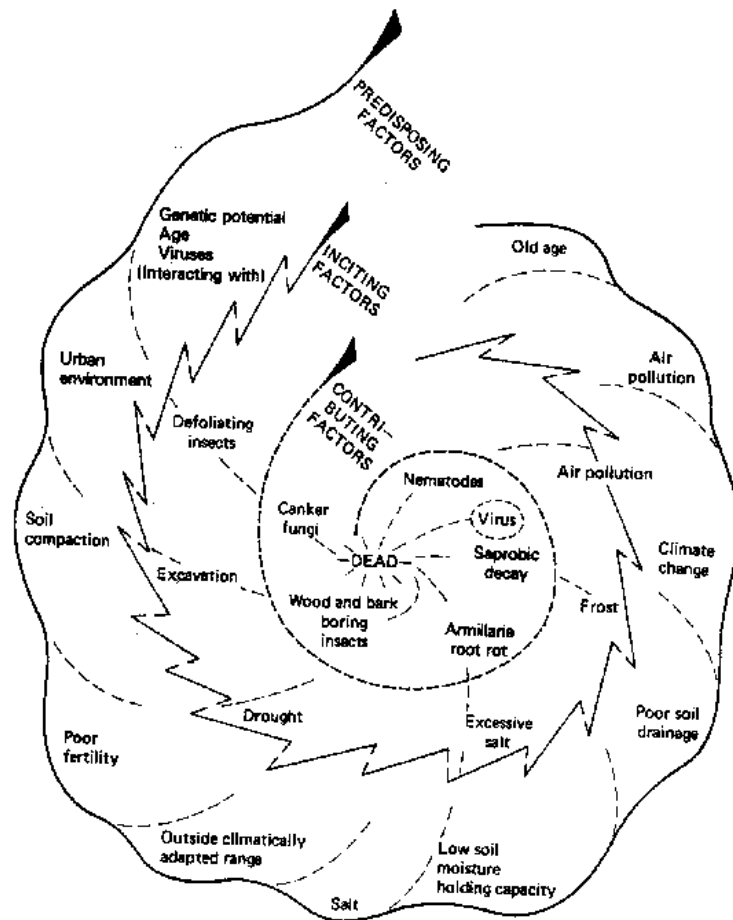 PREDISPOSING
FACTORS
Genetic potential
Age
Viruses
(Interacting with)
INCITING
FACTORS
Old age
Urban
environment
Air
pollution
CONTRI-
BUTING
FACTORS
Defoliating
insects
Nematodes
Air pollution
Canker
fungi
Virus
Soil
compaction
DEAD
Saprobic
decay
Climate
change
Excavation
Wood and bark
boring
insects
Frost
Armillaria
root rot
Drought
Excessive
salt
Poor soil
drainage
Poor
fertility
Outside climatically
adapted range
Low soil
moisture
holding capacity
Salt